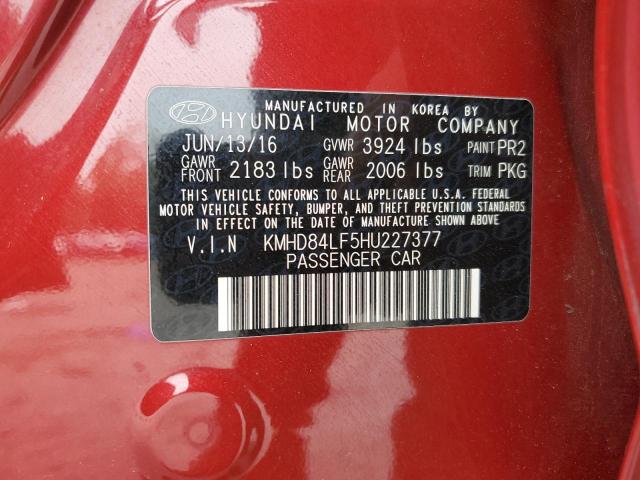 MANUFACTURED IN KOREA BY
HYUNDAI MOTOR COMPANY
JUN/13/16 GVWR 3924 lbs PAINT PR2
GAWR FRONT 2183 lbs GAWR REAR 2006 lbs TRIM PKG
THIS VEHICLE CONFORMS TO ALL APPLICABLE U.S.A. FEDERAL
MOTOR VEHICLE SAFETY, BUMPER, AND THEFT PREVENTION STANDARDS
IN EFFECT ON THE DATE OF MANUFACTURE SHOWN ABOVE.
V.I.N KMHD84LF5HU227377
PASSENGER CAR